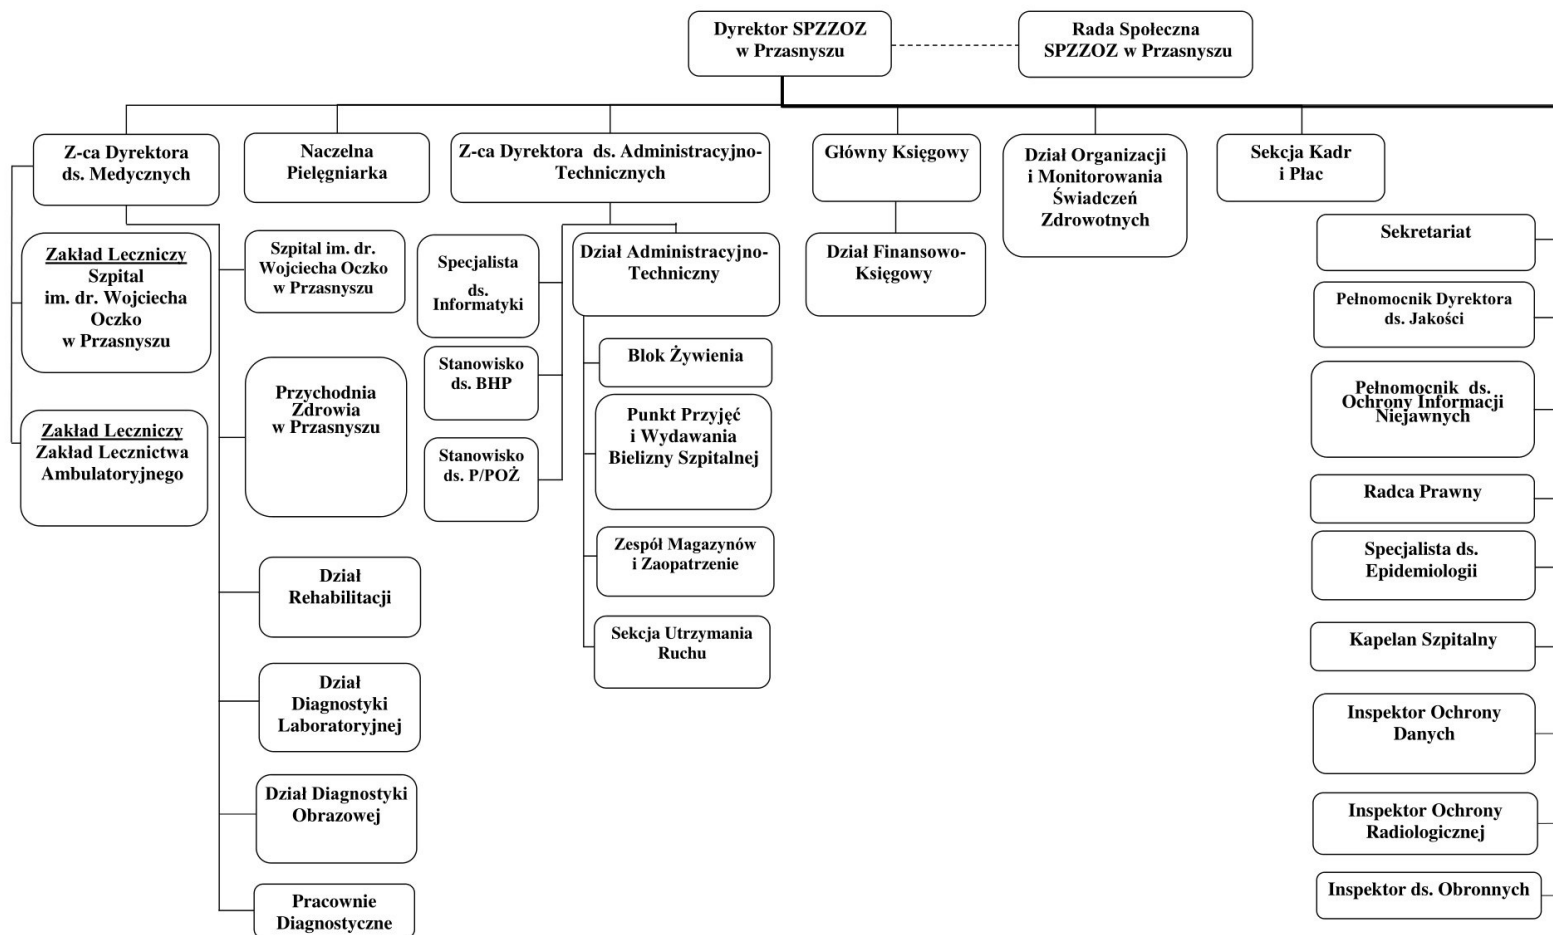 Dyrektor SPZZOZ
w Przasnyszu
Rada Społeczna
SPZZOZ w Przasnyszu
Z-ca Dyrektora
ds. Medycznych
Naczelna
Pielęgniarka
Z-ca Dyrektora ds. Administracyjno-
Technicznych
Główny Księgowy
Dział Organizacji
i Monitorowania
Świadczeń
Zdrowotnych
Sekcja Kadr
i Płac
Zakład Leczniczy
Szpital
im. dr. Wojciecha
Oczko
w Przasnyszu
Zakład Leczniczy
Zakład Lecznictwa
Ambulatoryjnego
Szpital im. dr.
Wojciecha Oczko
w Przasnyszu
Przychodnia
Zdrowia
w Przasnyszu
Dział
Rehabilitacji
Dział
Diagnostyki
Laboratoryjnej
Dział Diagnostyki
Obrazowej
Pracownie
Diagnostyczne
Specjalista
ds.
Informatyki
Stanowisko
ds. BHP
Stanowisko
ds. P/POŻ
Dział Administracyjno-
Techniczny
Blok Żywienia
Punkt Przyjęć
i Wydawania
Bielizny Szpitalnej
Zespół Magazynów
i Zaopatrzenie
Sekcja Utrzymania
Ruchu
Dział Finansowo-
Księgowy
Sekretariat
Pełnomocnik Dyrektora
ds. Jakości
Pełnomocnik ds.
Ochrony Informacji
Niejawnych
Radca Prawny
Specjalista ds.
Epidemiologii
Kapelan Szpitalny
Inspektor Ochrony
Danych
Inspektor Ochrony
Radiologicznej
Inspektor ds. Obronnych